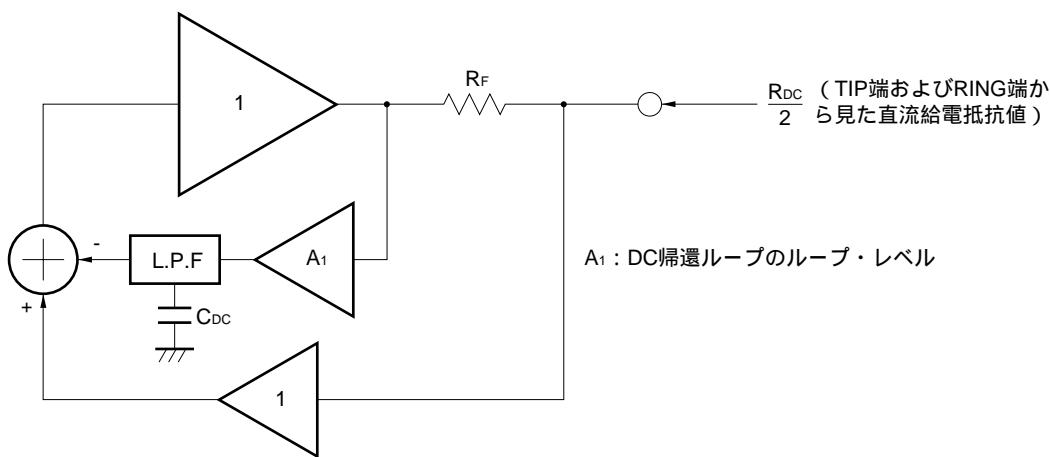 1
RF
RDC
2
（TIP端およびRING端か
ら見た直流給電抵抗値）
-
L.P.F
A1
A1：DC帰還ループのループ・レベル
+
CDC
1